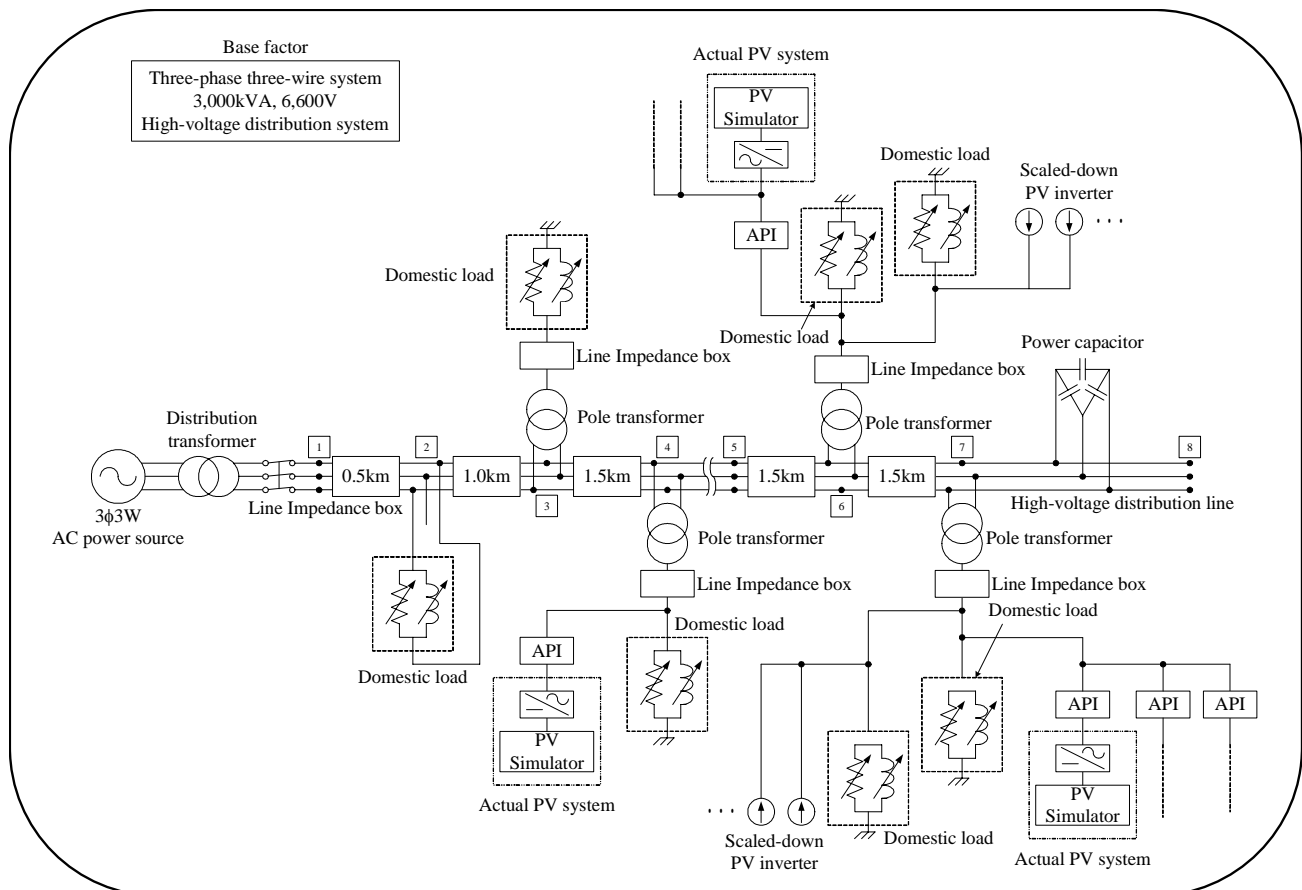 Base factor
Three-phase three-wire system
3,000kVA, 6,600V
High-voltage distribution system
Actual PV system
PV
Simulator
Domestic load
Scaled-down
PV inverter
API
Domestic load
Domestic load
Line Impedance box
Line Impedance box
Power capacitor
Distribution
transformer
Pole transformer
Pole transformer
1
2
4
5
7
8
0.5km
1.0km
1.5km
1.5km
1.5km
Line Impedance box
3
6
High-voltage distribution line
3ϕ3W
AC power source
Pole transformer
Pole transformer
Line Impedance box
Line Impedance box
Domestic load
Domestic load
API
Domestic load
API
API
API
PV
Simulator
Actual PV system
PV
Simulator
Scaled-down
PV inverter
Domestic load
Actual PV system